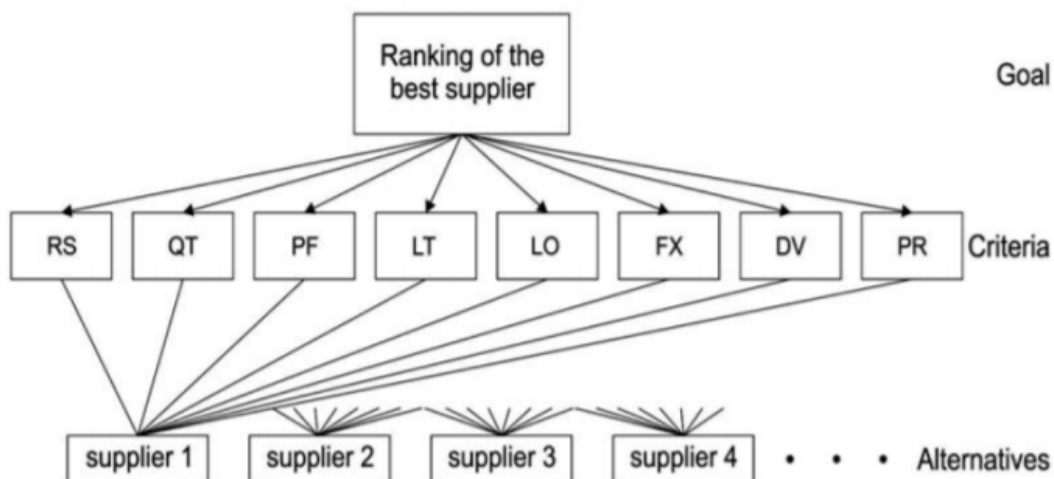 Ranking of the
best supplier
Goal
RS
QT
PF
LT
LO
FX
DV
PR
Criteria
supplier 1
supplier 2
supplier 3
supplier 4
• • •
Alternatives